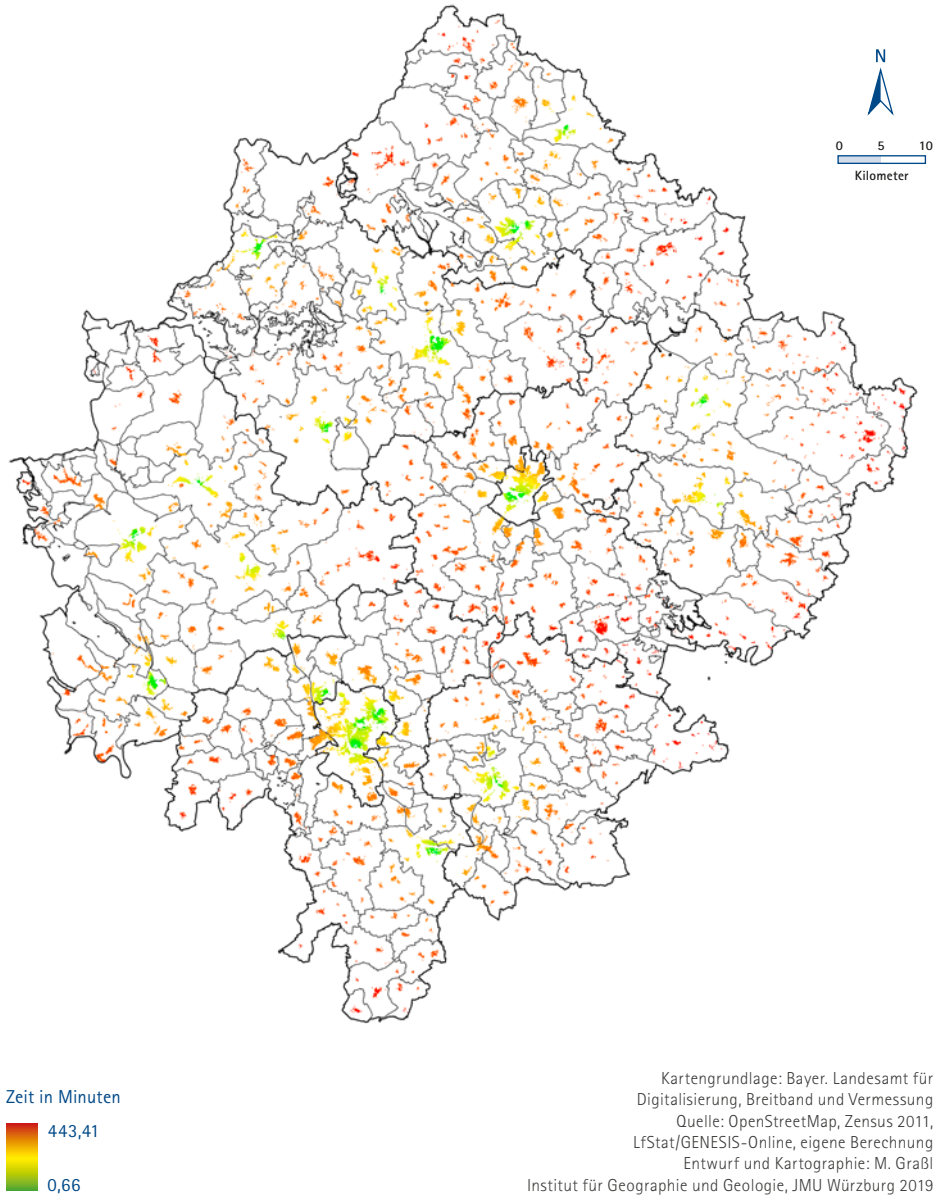 N
0 5 10
Kilometer
Zeit in Minuten
443,41
0,66
Kartengrundlage: Bayer. Landesamt für
Digitalisierung, Breitband und Vermessung
Quelle: OpenStreetMap, Zensus 2011,
LfStat/GENESIS-Online, eigene Berechnung
Entwurf und Kartographie: M. Graßl
Institut für Geographie und Geologie, JMU Würzburg 2019